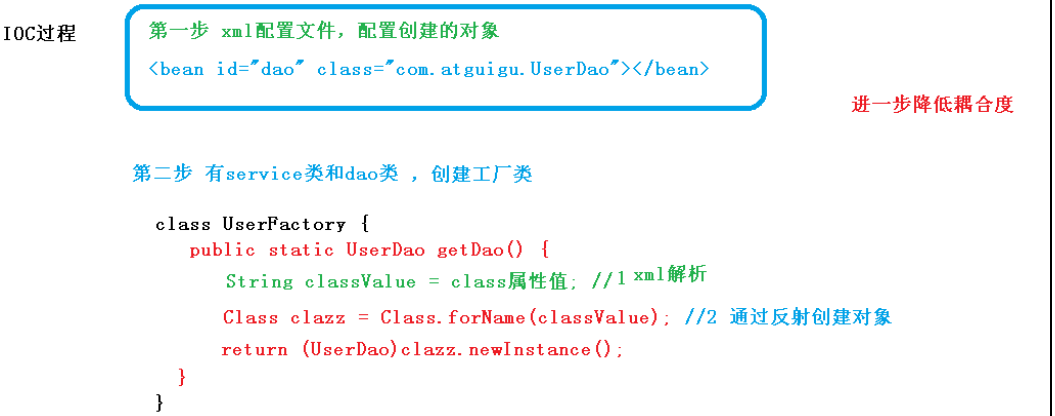 IOC过程
第一步 xml配置文件，配置创建的对象
<bean id="dao" class="com.atguigu.UserDao"></bean>
进一步降低耦合度
第二步 有service类和dao类 ，创建工厂类
class UserFactory {
public static UserDao getDao() {
String classValue = class属性值; //1 xml解析
Class clazz = Class.forName(classValue); //2 通过反射创建对象
return (UserDao)clazz.newInstance();
}
}